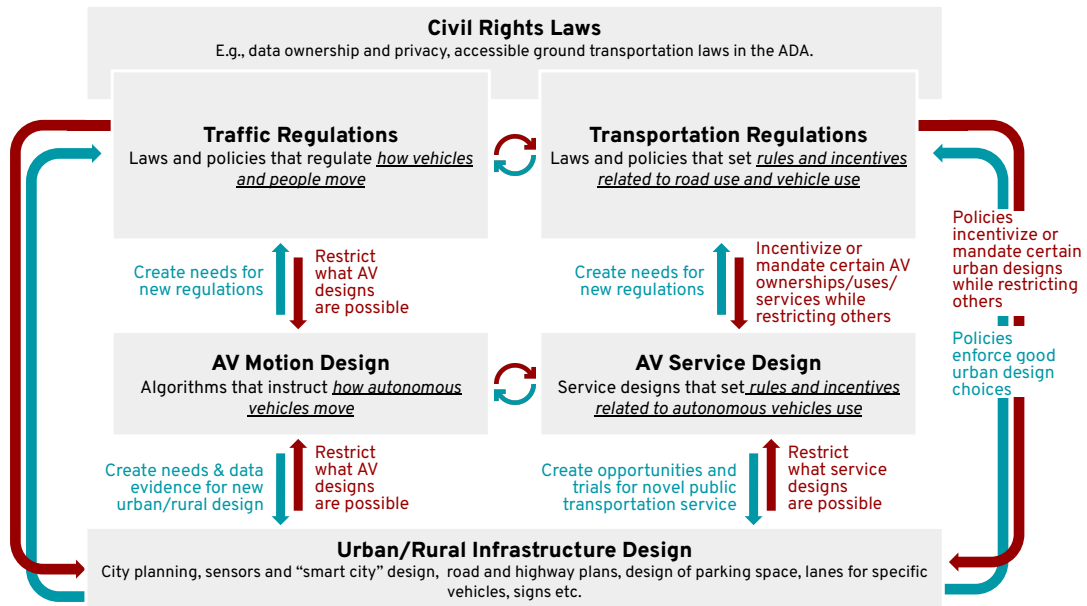 Civil Rights Laws
E.g., data ownership and privacy, accessible ground transportation laws in the ADA.
Traffic Regulations
Laws and policies that regulate how vehicles
and people move
Transportation Regulations
Laws and policies that set rules and incentives
related to road use and vehicle use
Create needs for
new regulations
Restrict
what AV
designs
are possible
Create needs for
new regulations
Incentivize or
mandate certain AV
ownerships/uses/
services while
restricting others
Policies
incentivize or
mandate certain
urban designs
while restricting
others
Policies
enforce good
urban design
choices
AV Motion Design
Algorithms that instruct how autonomous
vehicles move
AV Service Design
Service designs that set rules and incentives
related to autonomous vehicles use
Create needs & data
evidence for new
urban/rural design
Restrict
what AV
designs
are possible
Create opportunities and
trials for novel public
transportation service
Restrict
what service
designs
are possible
Urban/Rural Infrastructure Design
City planning, sensors and “smart city” design, road and highway plans, design of parking space, lanes for specific
vehicles, signs etc.